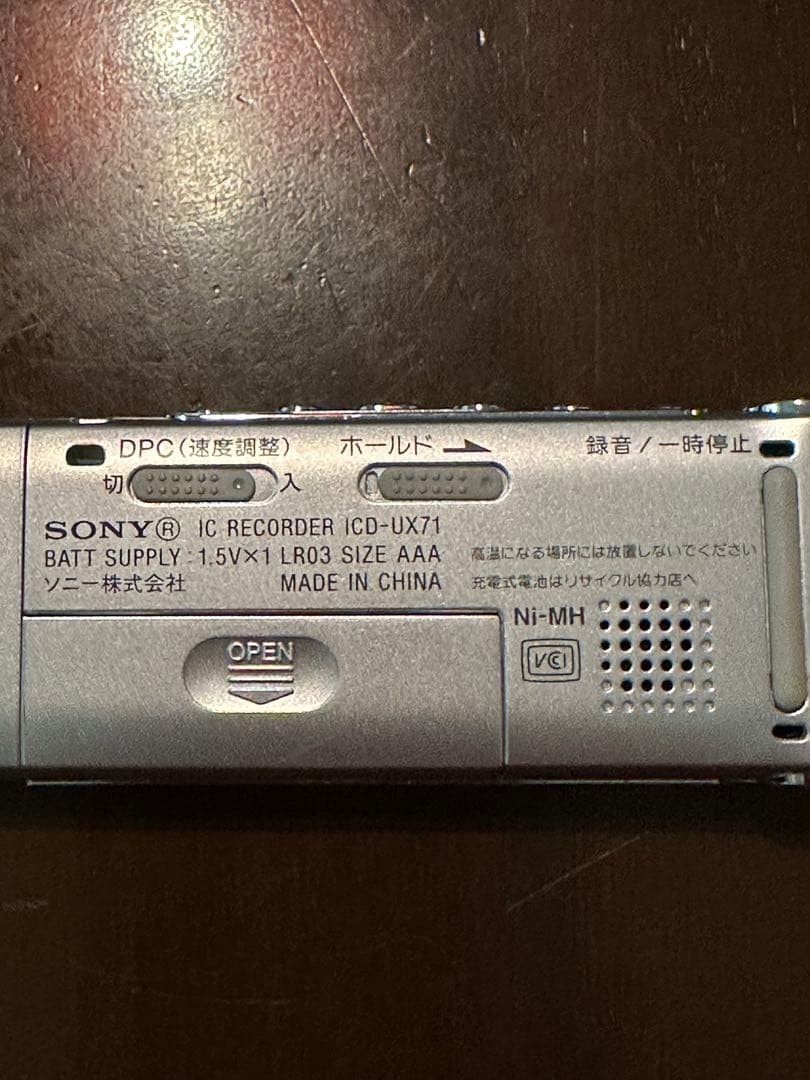 DPC(速度調整)
ホールド
録音/一時停止
切
入
SONY® IC RECORDER ICD-UX71
BATT SUPPLY : 1.5V×1 LR03 SIZE AAA
高温になる場所には放置しないでください
ソニー株式会社
MADE IN CHINA
充電式電池はリサイクル協力店へ
Ni-MH
VCI
OPEN